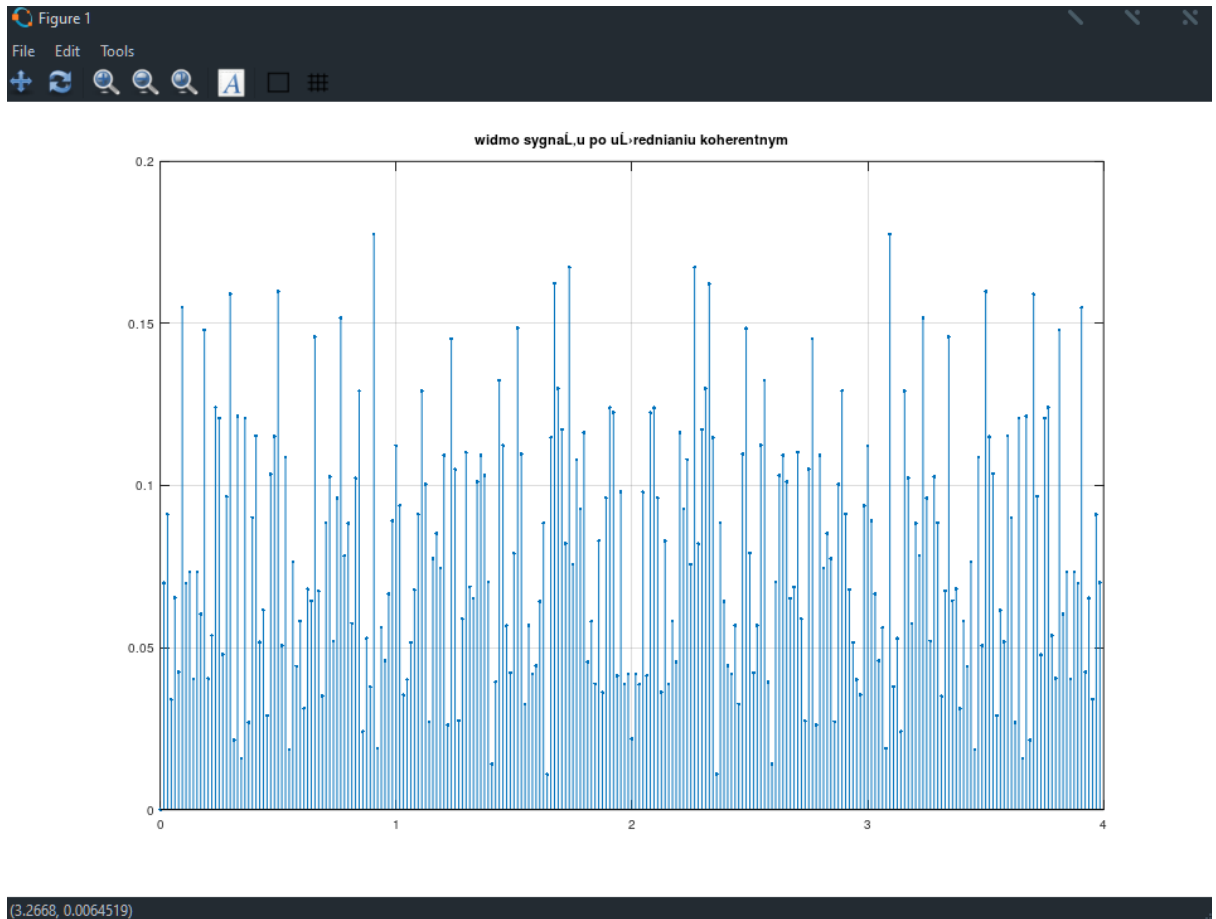 Figure 1
File Edit Tools
A
widmo sygnaĹ‚u po uĹ›rednianiu koherentnym
0.2
0.15
0.1
0.05
0
0 1 2 3 4
(3.2668, 0.0064519)